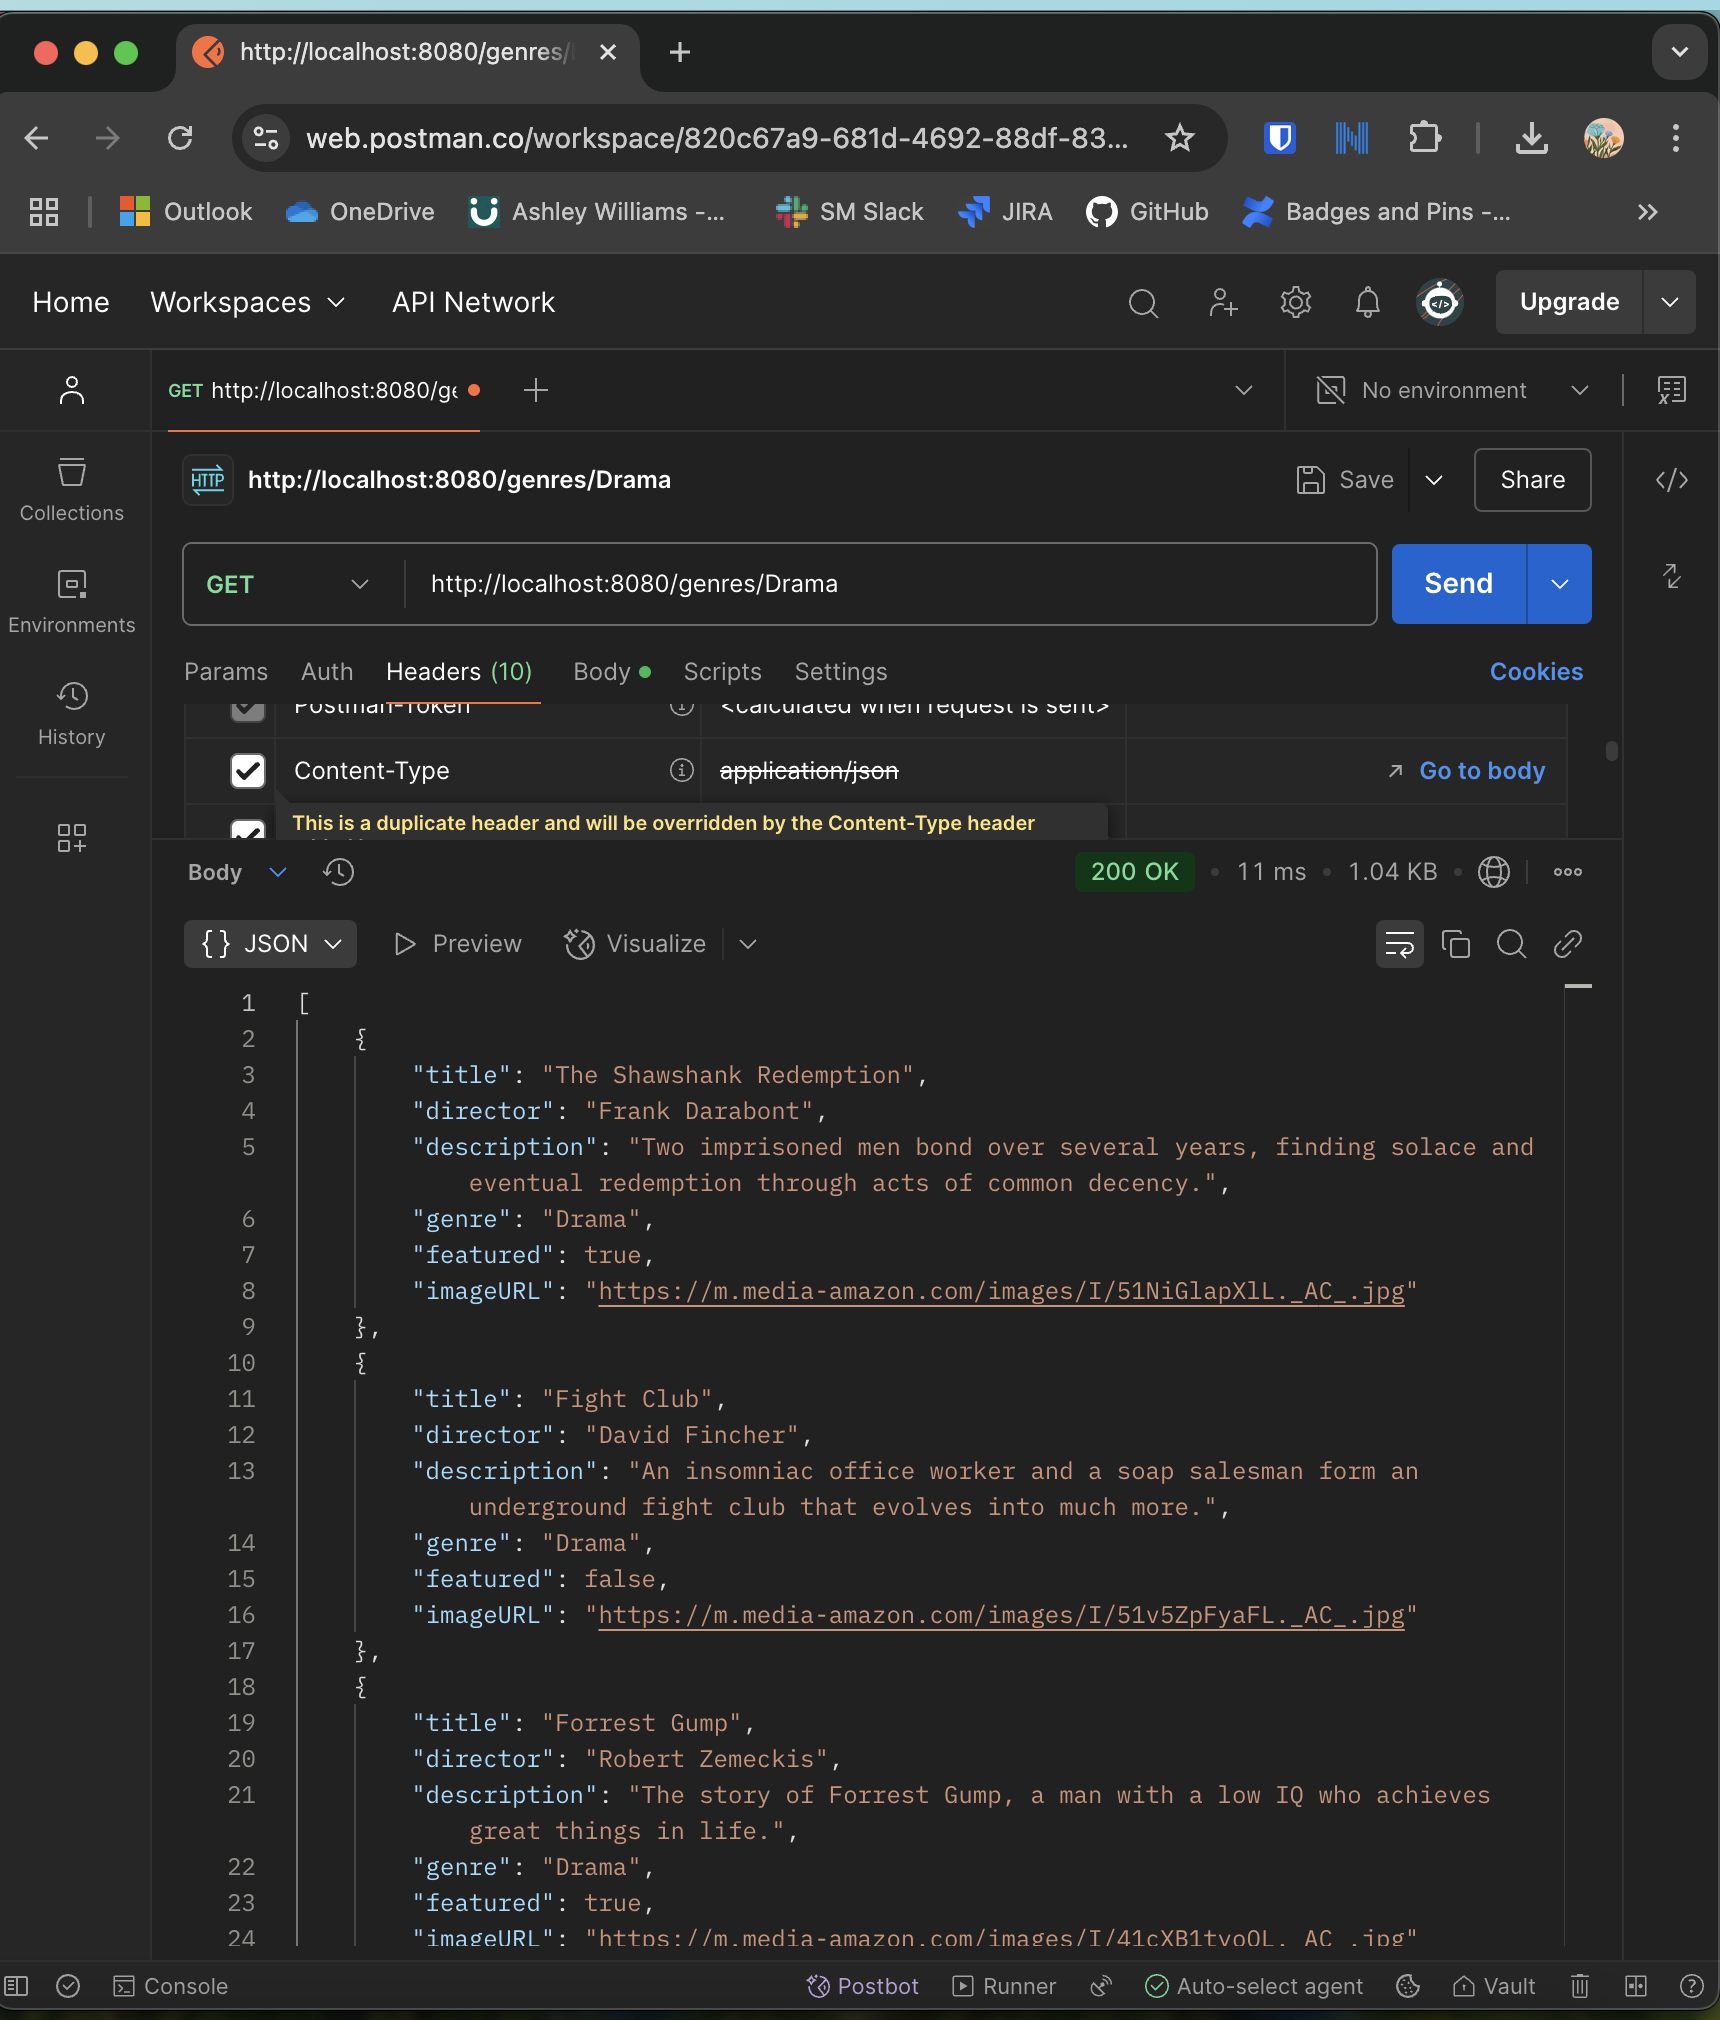 http://localhost:8080/genres/
web.postman.co/workspace/820c67a9-681d-4692-88df-83...
Outlook OneDrive Ashley Williams -... SM Slack JIRA GitHub Badges and Pins -...
Home Workspaces API Network Upgrade
GET http://localhost:8080/ge No environment
HTTP http://localhost:8080/genres/Drama Save Share
Collections
GET http://localhost:8080/genres/Drama Send
Environments
Params Auth Headers (10) Body Scripts Settings Cookies
Postman-Token <calculated when request is sent>
History
Content-Type application/json Go to body
This is a duplicate header and will be overridden by the Content-Type header
Body 200 OK • 11 ms • 1.04 KB •
{} JSON Preview Visualize
1 [
2 {
3 "title": "The Shawshank Redemption",
4 "director": "Frank Darabont",
5 "description": "Two imprisoned men bond over several years, finding solace and
eventual redemption through acts of common decency.",
6 "genre": "Drama",
7 "featured": true,
8 "imageURL": "https://m.media-amazon.com/images/I/51NiGlapXlL._AC_.jpg"
9 },
10 {
11 "title": "Fight Club",
12 "director": "David Fincher",
13 "description": "An insomniac office worker and a soap salesman form an
underground fight club that evolves into much more.",
14 "genre": "Drama",
15 "featured": false,
16 "imageURL": "https://m.media-amazon.com/images/I/51v5ZpFyaFL._AC_.jpg"
17 },
18 {
19 "title": "Forrest Gump",
20 "director": "Robert Zemeckis",
21 "description": "The story of Forrest Gump, a man with a low IQ who achieves
great things in life.",
22 "genre": "Drama",
23 "featured": true,
24 "imageURL": "https://m.media-amazon.com/images/I/41cXB1tyoOL._AC_.jpg"
Console Postbot Runner Auto-select agent Vault